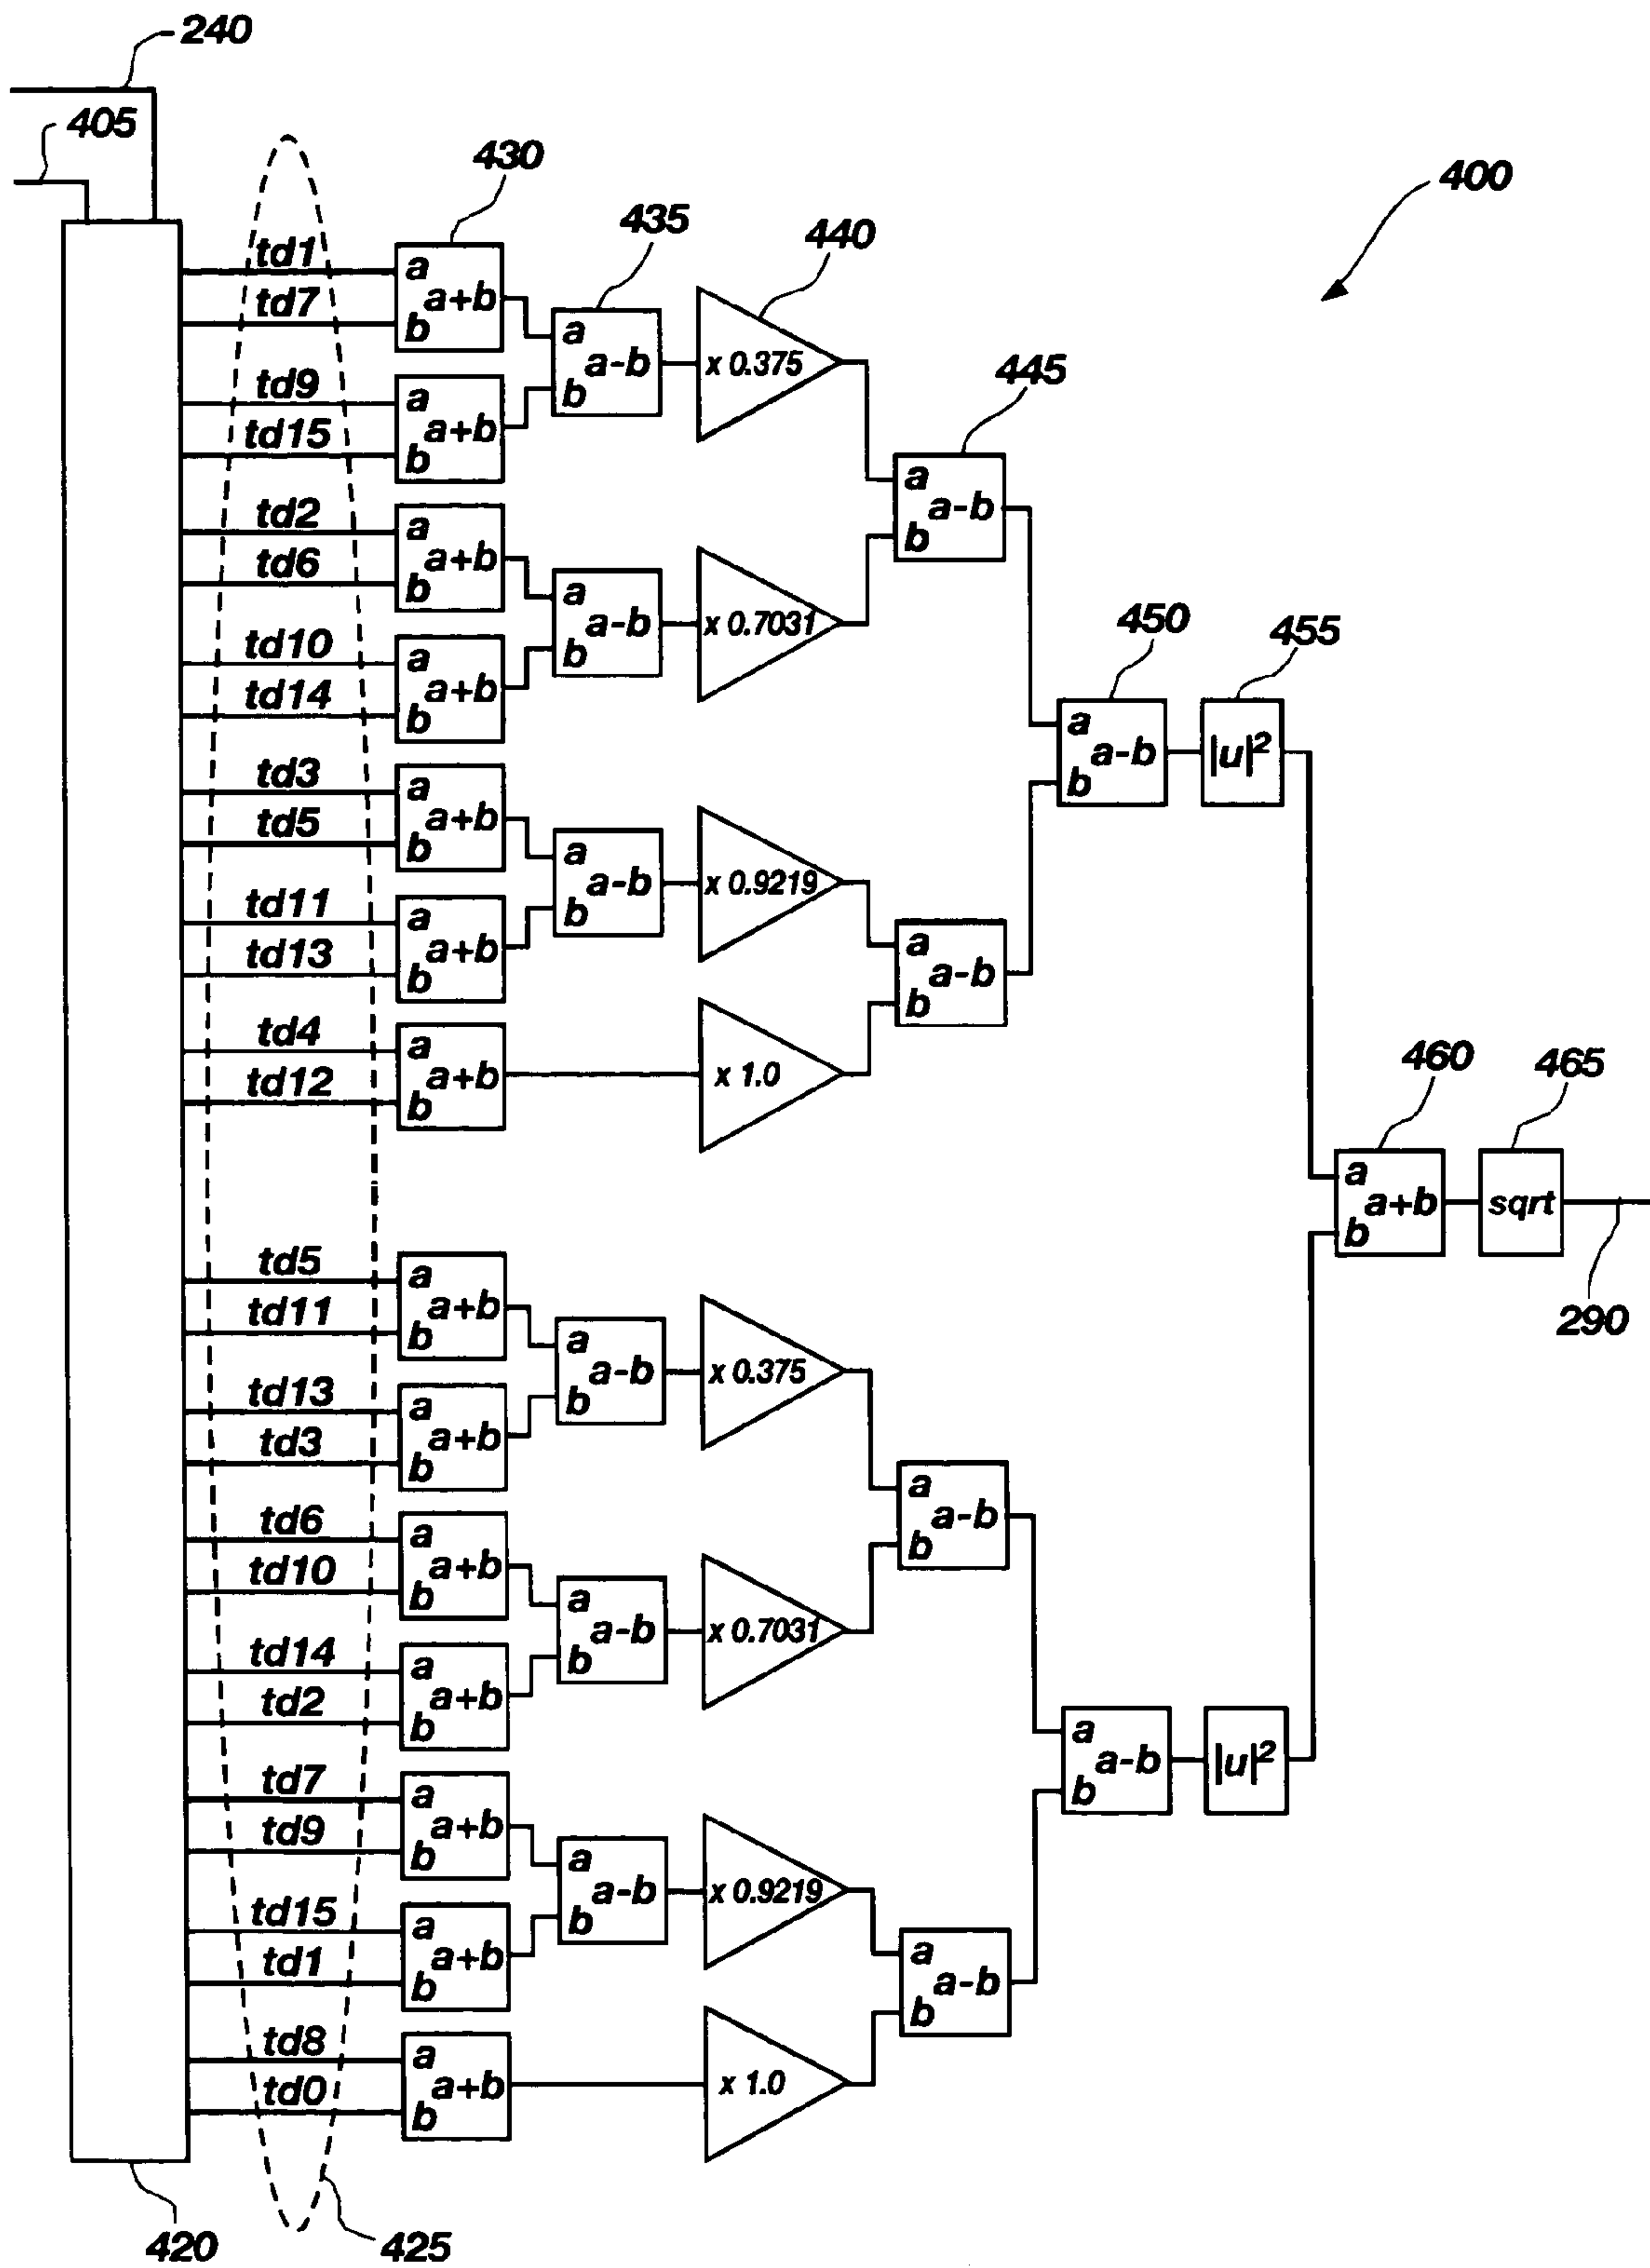 240
405
430
400
435
440
td1
a
a+b
td7
b
a
a-b
x 0.375
b
445
td9
a
a+b
td15
b
a
a-b
b
td2
a
a+b
td6
b
a
a-b
x 0.7031
b
450
455
td10
a
a+b
td14
b
a
a-b
|u|²
b
td3
a
a+b
td5
b
a
a-b
x 0.9219
b
td11
a
a+b
td13
b
a
a-b
b
td4
a
a+b
td12
b
x 1.0
460
465
a
a+b
sqrt
b
290
td5
a
a+b
td11
b
a
a-b
x 0.375
b
td13
a
a+b
td3
b
a
a-b
b
td6
a
a+b
td10
b
a
a-b
x 0.7031
b
td14
a
a+b
td2
b
a
a-b
|u|²
b
td7
a
a+b
td9
b
a
a-b
x 0.9219
b
td15
a
a+b
td1
b
a
a-b
b
td8
a
a+b
td0
b
x 1.0
420
425